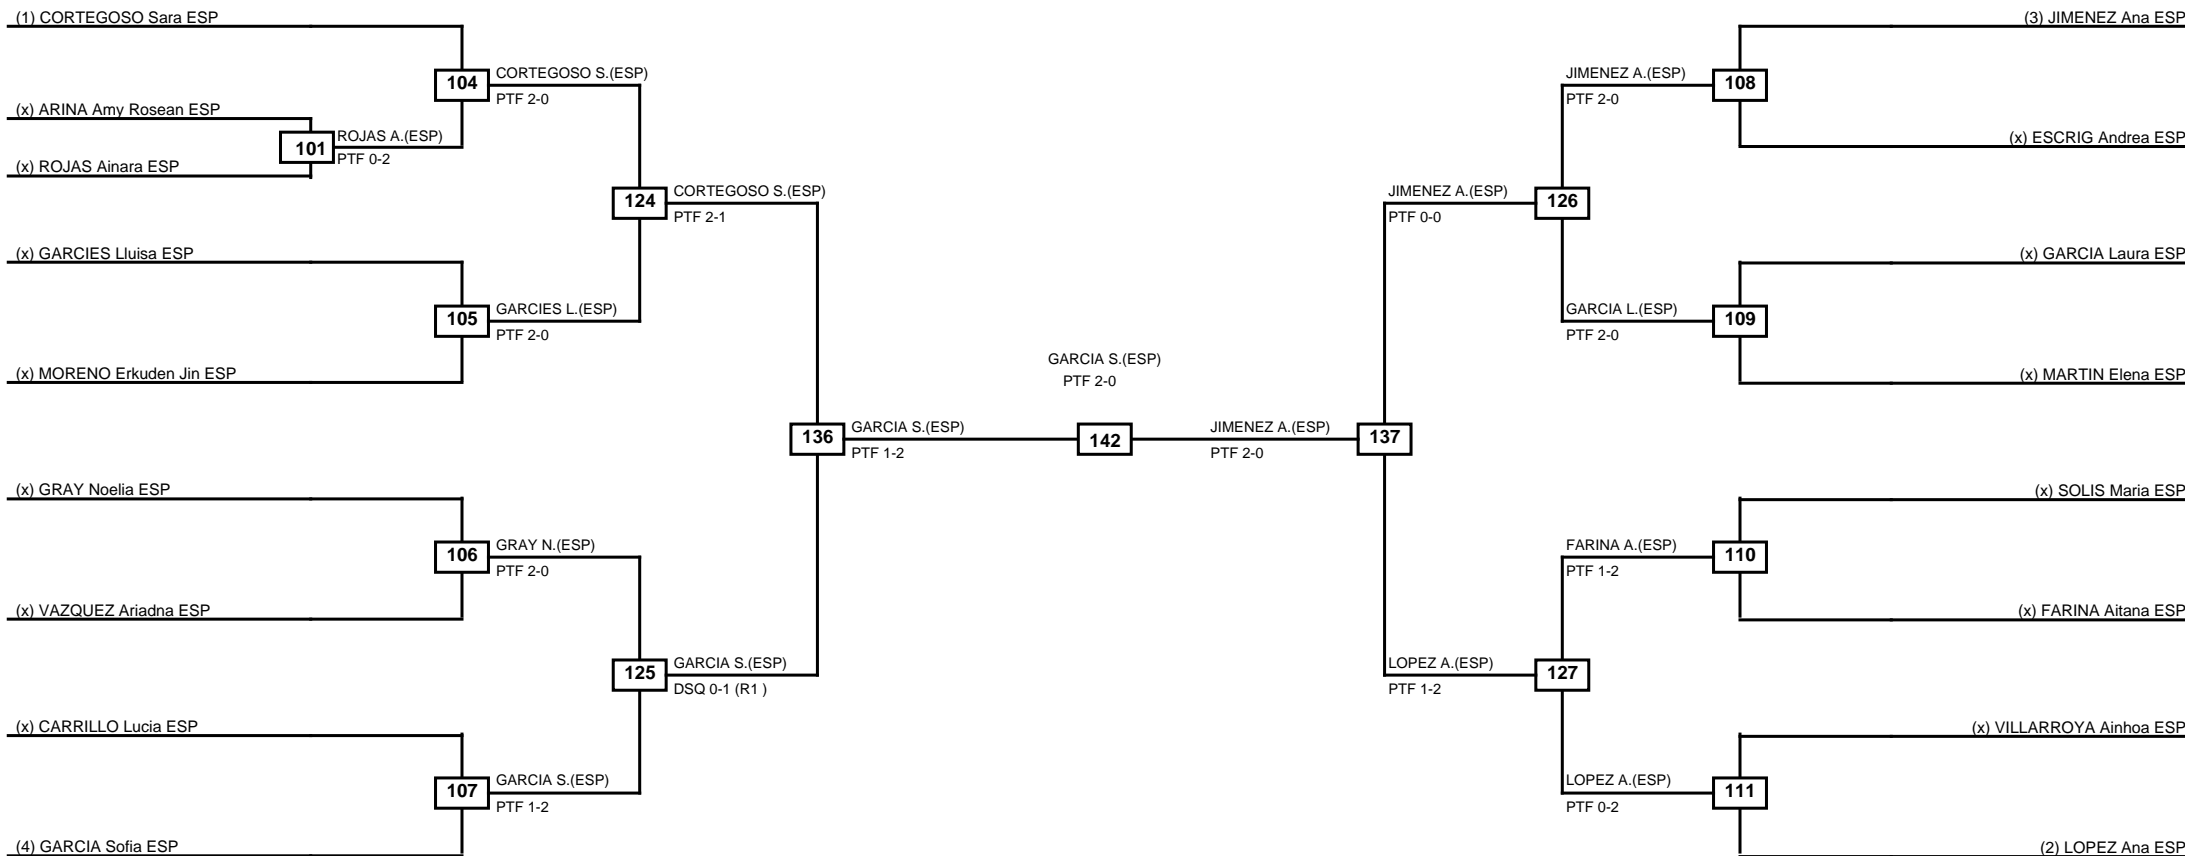 (1) CORTEGOSO Sara ESP
(x) ARINA Amy Rosean ESP
(x) ROJAS Ainara ESP
(x) GARCIES Lluisa ESP
(x) MORENO Erkuden Jin ESP
(x) GRAY Noelia ESP
(x) VAZQUEZ Ariadna ESP
(x) CARRILLO Lucia ESP
(4) GARCIA Sofia ESP
101
ROJAS A.(ESP)
PTF 0-2
104
CORTEGOSO S.(ESP)
PTF 2-0
105
GARCIES L.(ESP)
PTF 2-0
106
GRAY N.(ESP)
PTF 2-0
107
GARCIA S.(ESP)
PTF 1-2
124
CORTEGOSO S.(ESP)
PTF 2-1
125
GARCIA S.(ESP)
DSQ 0-1 (R1 )
136
GARCIA S.(ESP)
PTF 1-2
GARCIA S.(ESP)
PTF 2-0
142
JIMENEZ A.(ESP)
PTF 2-0
137
JIMENEZ A.(ESP)
PTF 0-0
126
LOPEZ A.(ESP)
PTF 1-2
127
JIMENEZ A.(ESP)
PTF 2-0
108
GARCIA L.(ESP)
PTF 2-0
109
FARINA A.(ESP)
PTF 1-2
110
LOPEZ A.(ESP)
PTF 0-2
111
(3) JIMENEZ Ana ESP
(x) ESCRIG Andrea ESP
(x) GARCIA Laura ESP
(x) MARTIN Elena ESP
(x) SOLIS Maria ESP
(x) FARINA Aitana ESP
(x) VILLARROYA Ainhoa ESP
(2) LOPEZ Ana ESP